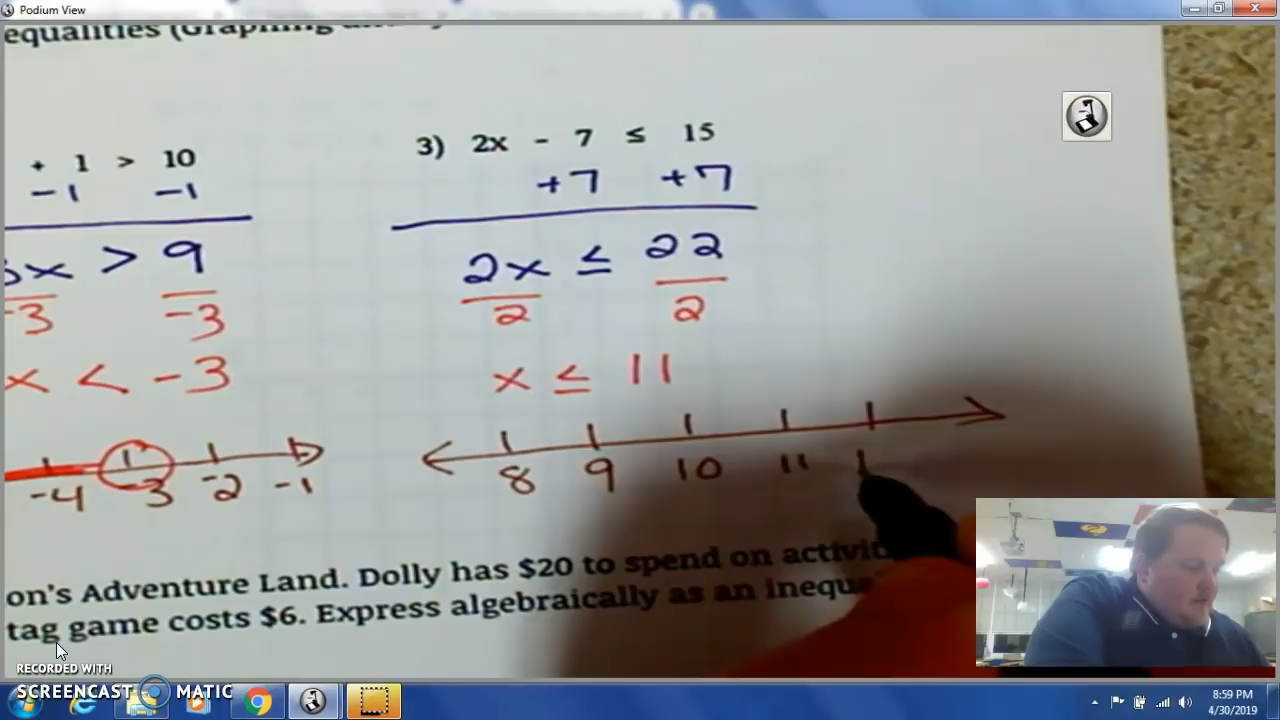 Podium View
equalities (Graphing
+ 1 > 10
-1 -1
x > 9
-3 -3
x < -3
-4 -3 -2 -1
3) 2x - 7 ≤ 15
+7 +7
2x ≤ 22
2 2
x ≤ 11
8 9 10 11 1
on's Adventure Land. Dolly has $20 to spend on
tag game costs $6. Express algebraically as an
RECORDED WITH
SCREENCAST MATIC
8:59 PM
4/30/2019